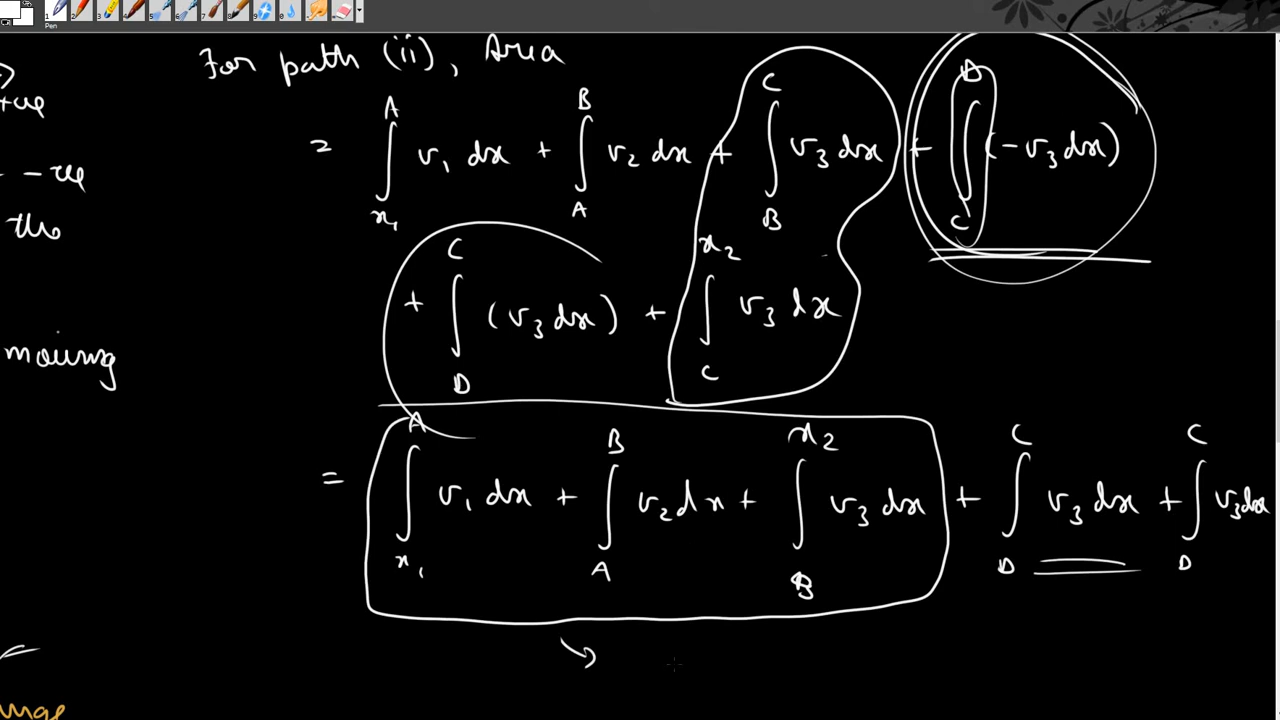 For path (ii), Area
+ve
= ∫_{x₁}^{A} v₁ dx + ∫_{A}^{B} v₂ dx + ∫_{B}^{C} v₃ dx + ∫_{C}^{D} (-v₃ dx)
- -ve
the
+ ∫_{D}^{C} (v₃ dx) + ∫_{C}^{x₂} v₃ dx
moving
= ∫_{x₁}^{A} v₁ dx + ∫_{A}^{B} v₂ dx + ∫_{B}^{x₂} v₃ dx + ∫_{D}^{C} v₃ dx + ∫_{D}^{C} v₃ dx